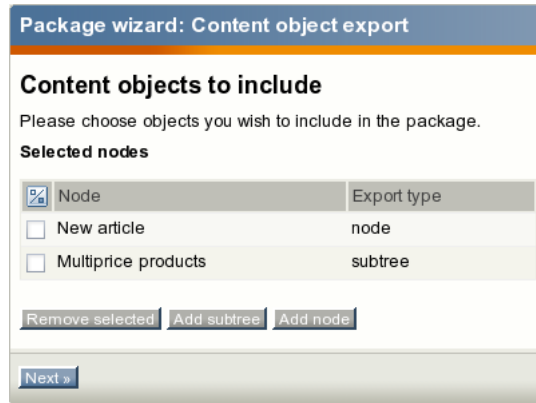 Package wizard: Content object export
Content objects to include
Please choose objects you wish to include in the package.
Selected nodes
Node Export type
New article node
Multiprice products subtree
Remove selected Add subtree Add node
Next »